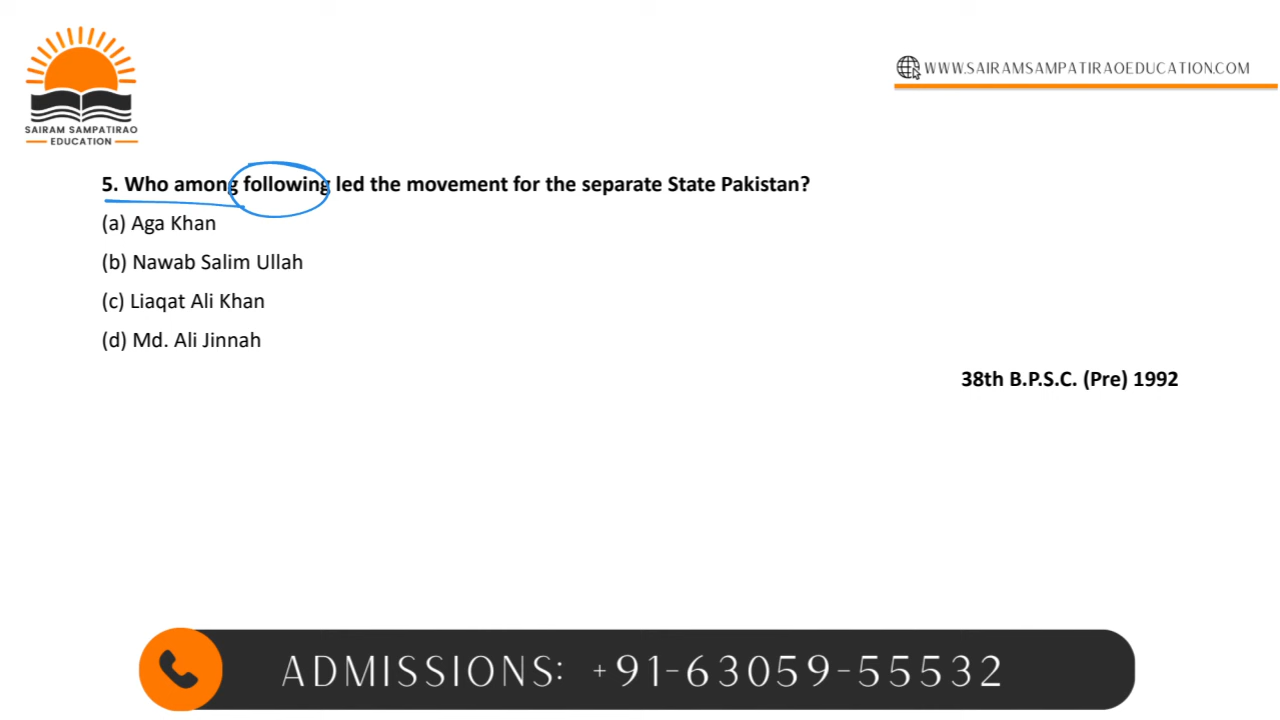 SAIRAM SAMPATIRAO
EDUCATION
WWW.SAIRAMSAMPATIRAOEDUCATION.COM
5. Who among following led the movement for the separate State Pakistan?
(a) Aga Khan
(b) Nawab Salim Ullah
(c) Liaqat Ali Khan
(d) Md. Ali Jinnah
38th B.P.S.C. (Pre) 1992
ADMISSIONS: +91-63059-55532